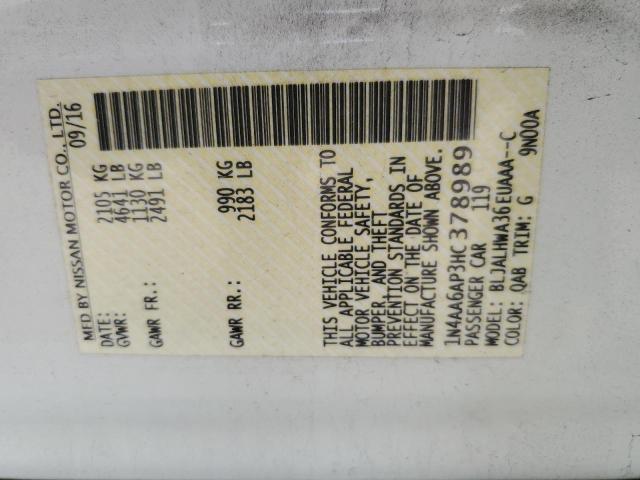 MFD BY NISSAN MOTOR CO., LTD.
DATE: 09/16
GVWR: 2105 KG
4641 LB
GAWR FR.: 1130 KG
2491 LB
GAWR RR.: 990 KG
2183 LB
THIS VEHICLE CONFORMS TO
ALL APPLICABLE FEDERAL
MOTOR VEHICLE SAFETY,
BUMPER, AND THEFT
PREVENTION STANDARDS IN
EFFECT ON THE DATE OF
MANUFACTURE SHOWN ABOVE.
1N4AA6AP3HC378989
PASSENGER CAR 119
MODEL: BLJALHWA36EUAAA--C
COLOR: QAB TRIM: G 9N00A